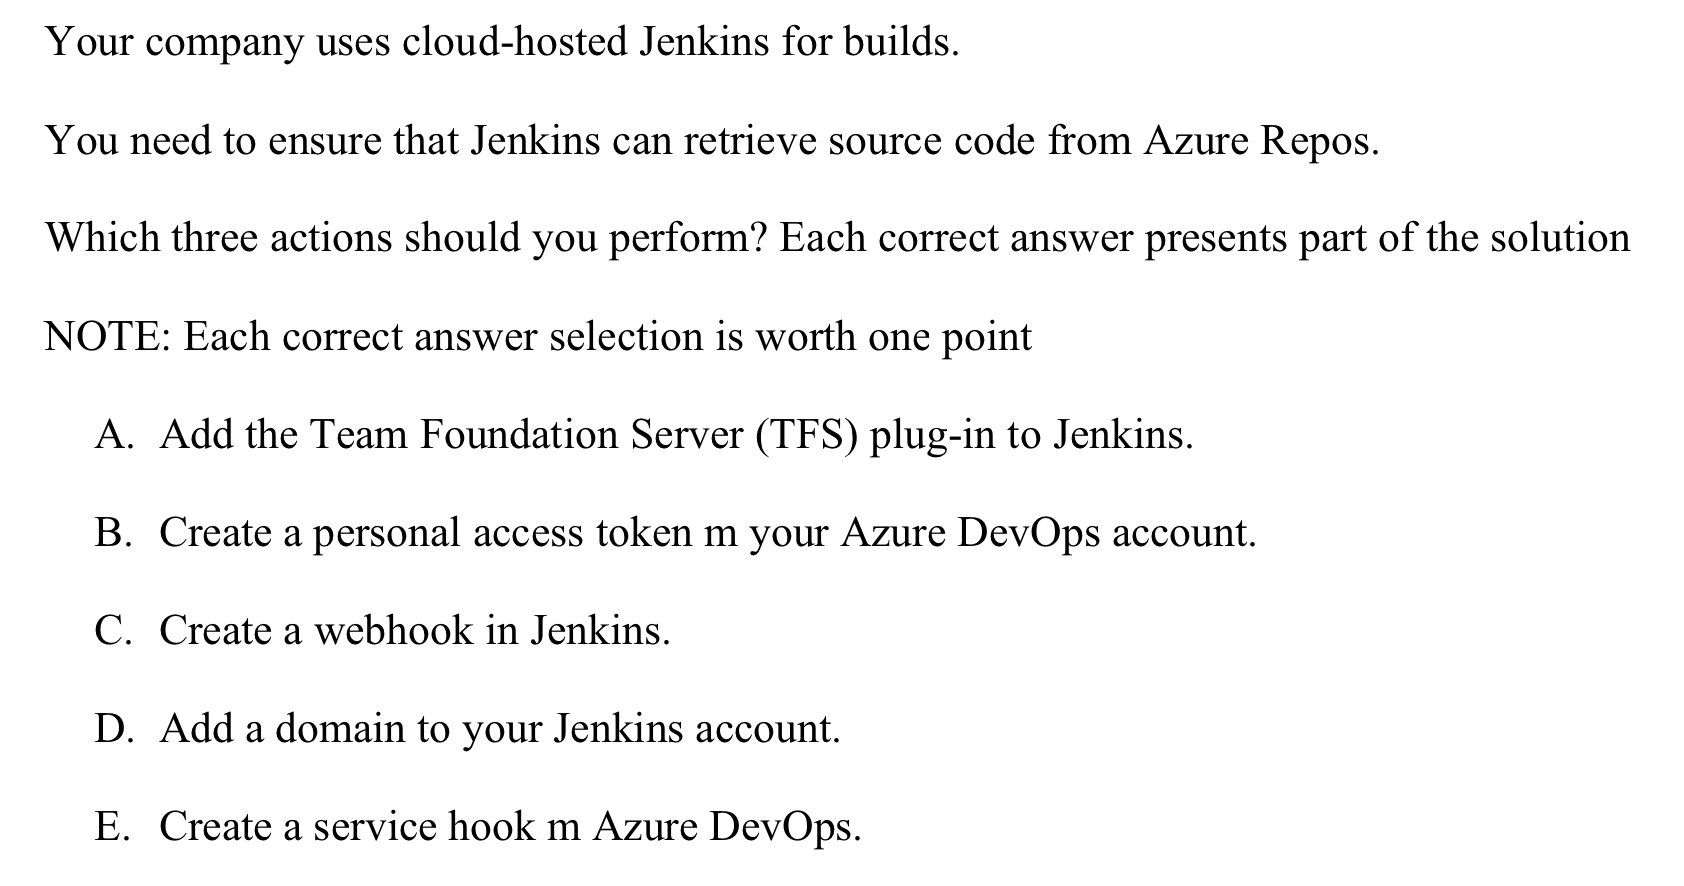 Your company uses cloud-hosted Jenkins for builds.
You need to ensure that Jenkins can retrieve source code from Azure Repos.
Which three actions should you perform? Each correct answer presents part of the solution
NOTE: Each correct answer selection is worth one point
A. Add the Team Foundation Server (TFS) plug-in to Jenkins.
B. Create a personal access token m your Azure DevOps account.
C. Create a webhook in Jenkins.
D. Add a domain to your Jenkins account.
E. Create a service hook m Azure DevOps.